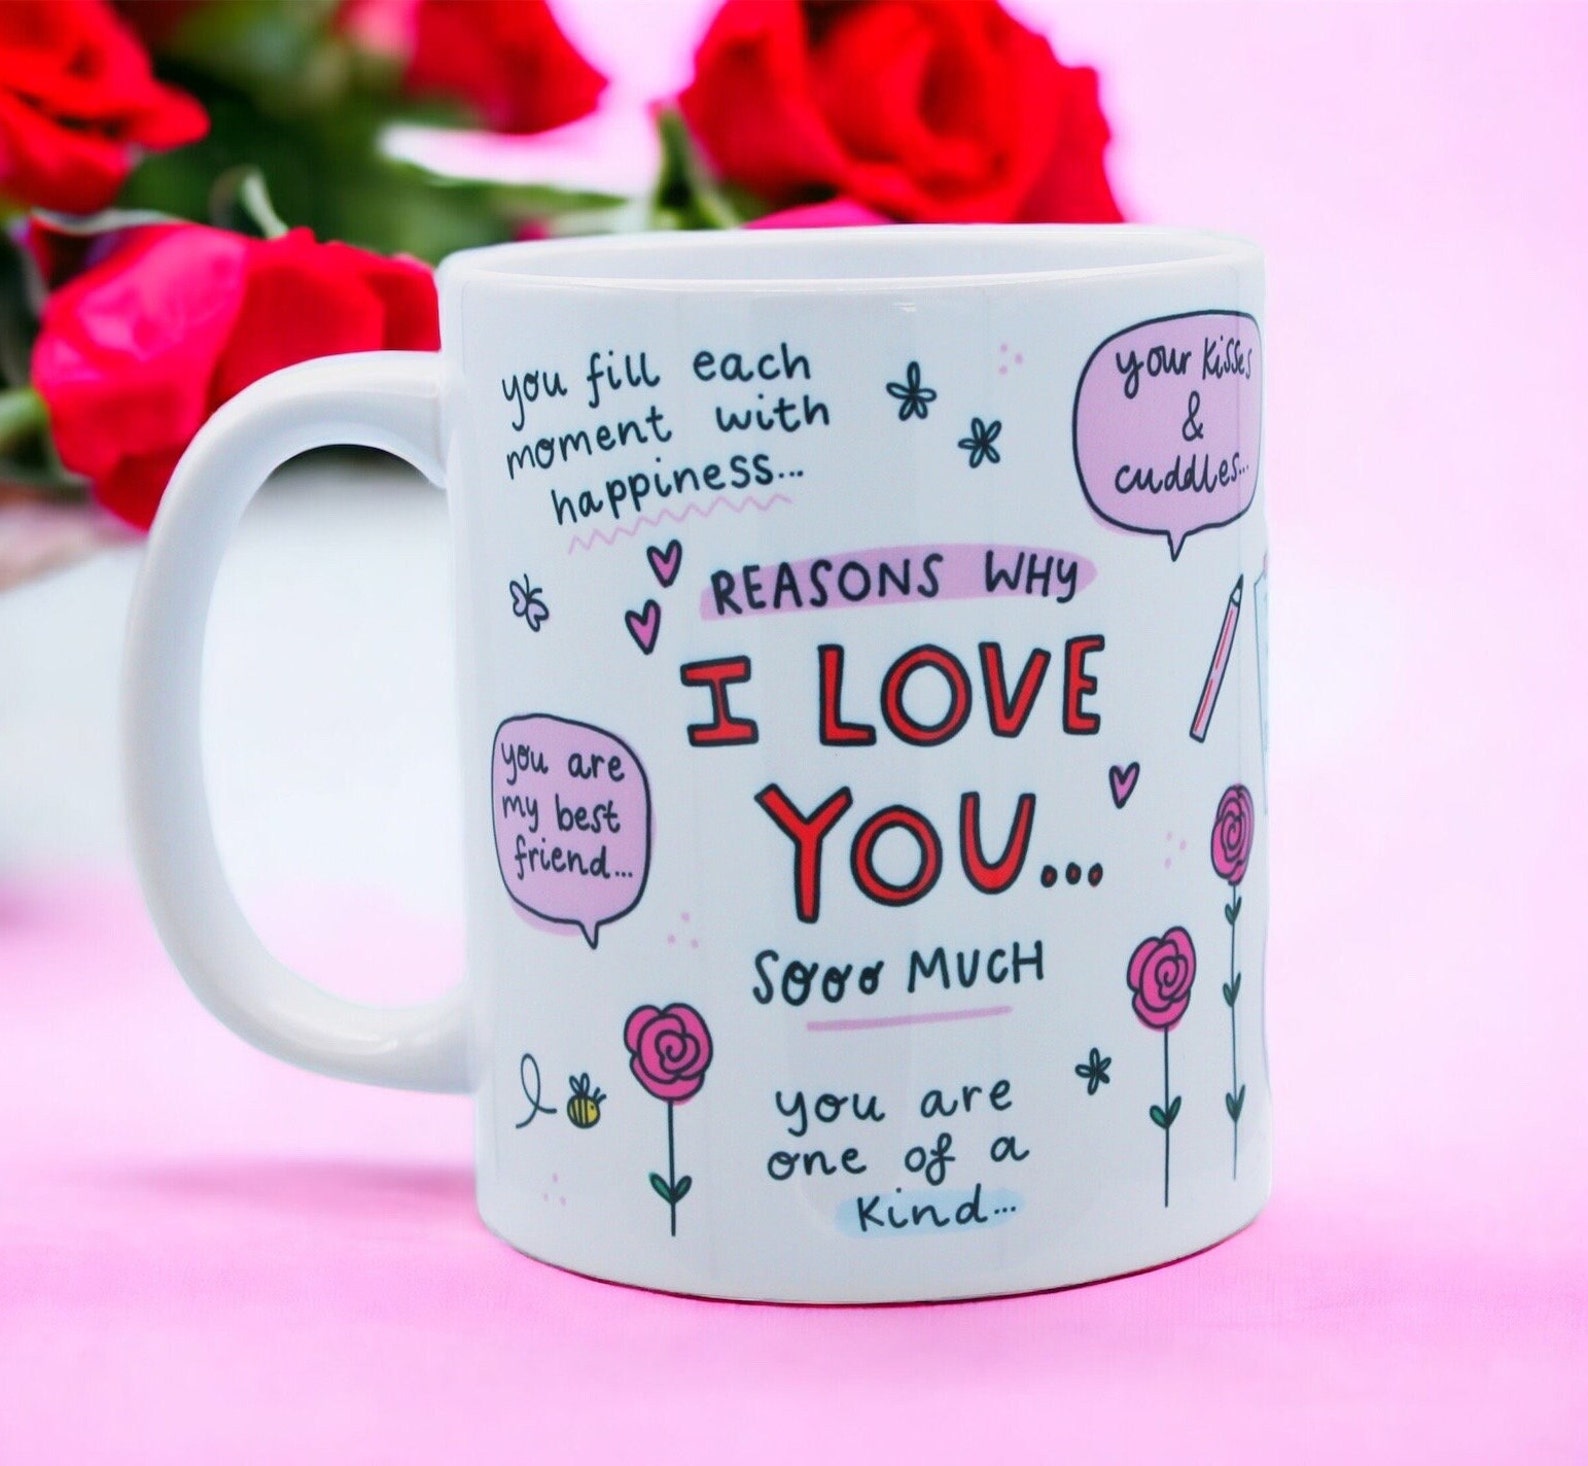 you fill each
moment with
happiness...
your kisses
&
cuddles...
REASONS WHY
I LOVE
YOU...
Sooo MUCH
you are
my best
friend...
you are
one of a
kind...